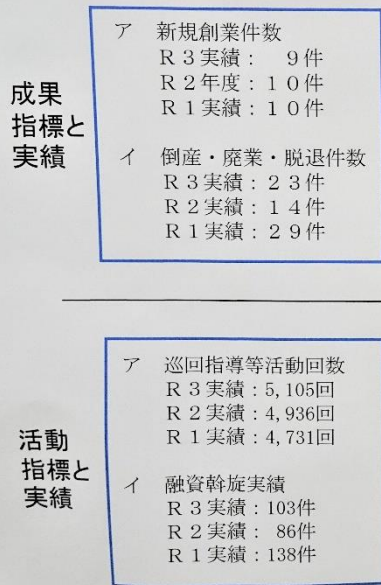 成果
指標と
実績
ア 新規創業件数
R3実績： 9件
R2年度：10件
R1実績：10件
イ 倒産・廃業・脱退件数
R3実績：23件
R2実績：14件
R1実績：29件
活動
指標と
実績
ア 巡回指導等活動回数
R3実績：5,105回
R2実績：4,936回
R1実績：4,731回
イ 融資斡旋実績
R3実績：103件
R2実績： 86件
R1実績：138件